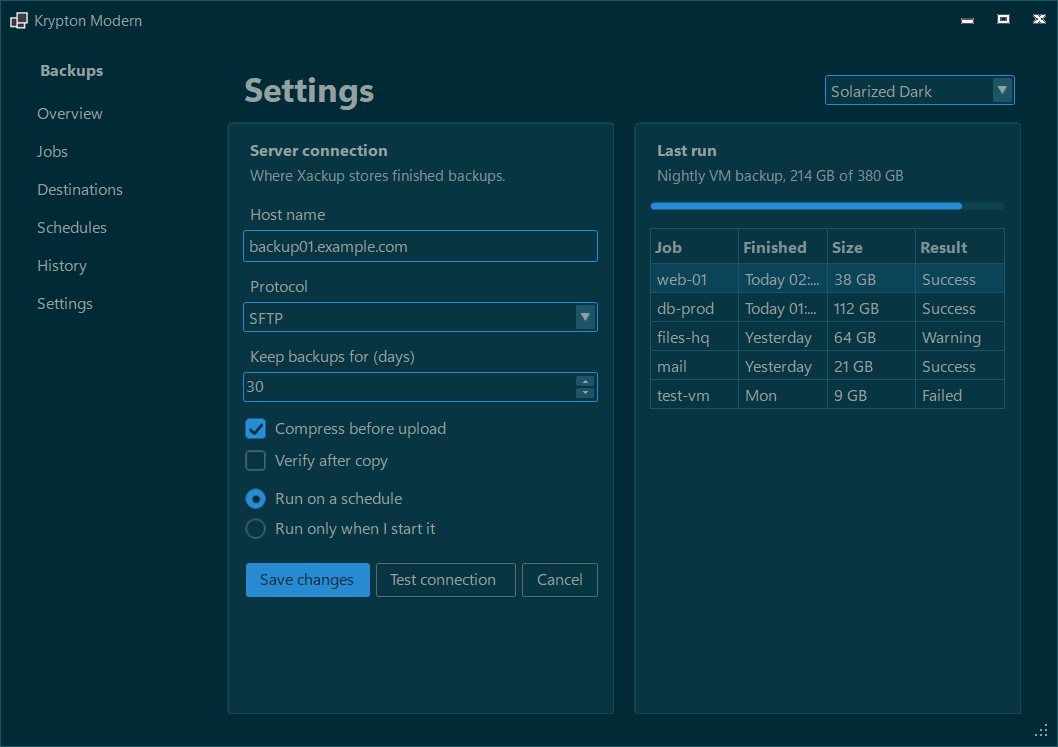 Krypton Modern
Backups
Overview
Jobs
Destinations
Schedules
History
Settings
Settings
Solarized Dark
Server connection
Where Xackup stores finished backups.
Host name
backup01.example.com
Protocol
SFTP
Keep backups for (days)
30
Compress before upload
Verify after copy
Run on a schedule
Run only when I start it
Save changes Test connection Cancel
Last run
Nightly VM backup, 214 GB of 380 GB
Job Finished Size Result
web-01 Today 02:... 38 GB Success
db-prod Today 01:... 112 GB Success
files-hq Yesterday 64 GB Warning
mail Yesterday 21 GB Success
test-vm Mon 9 GB Failed